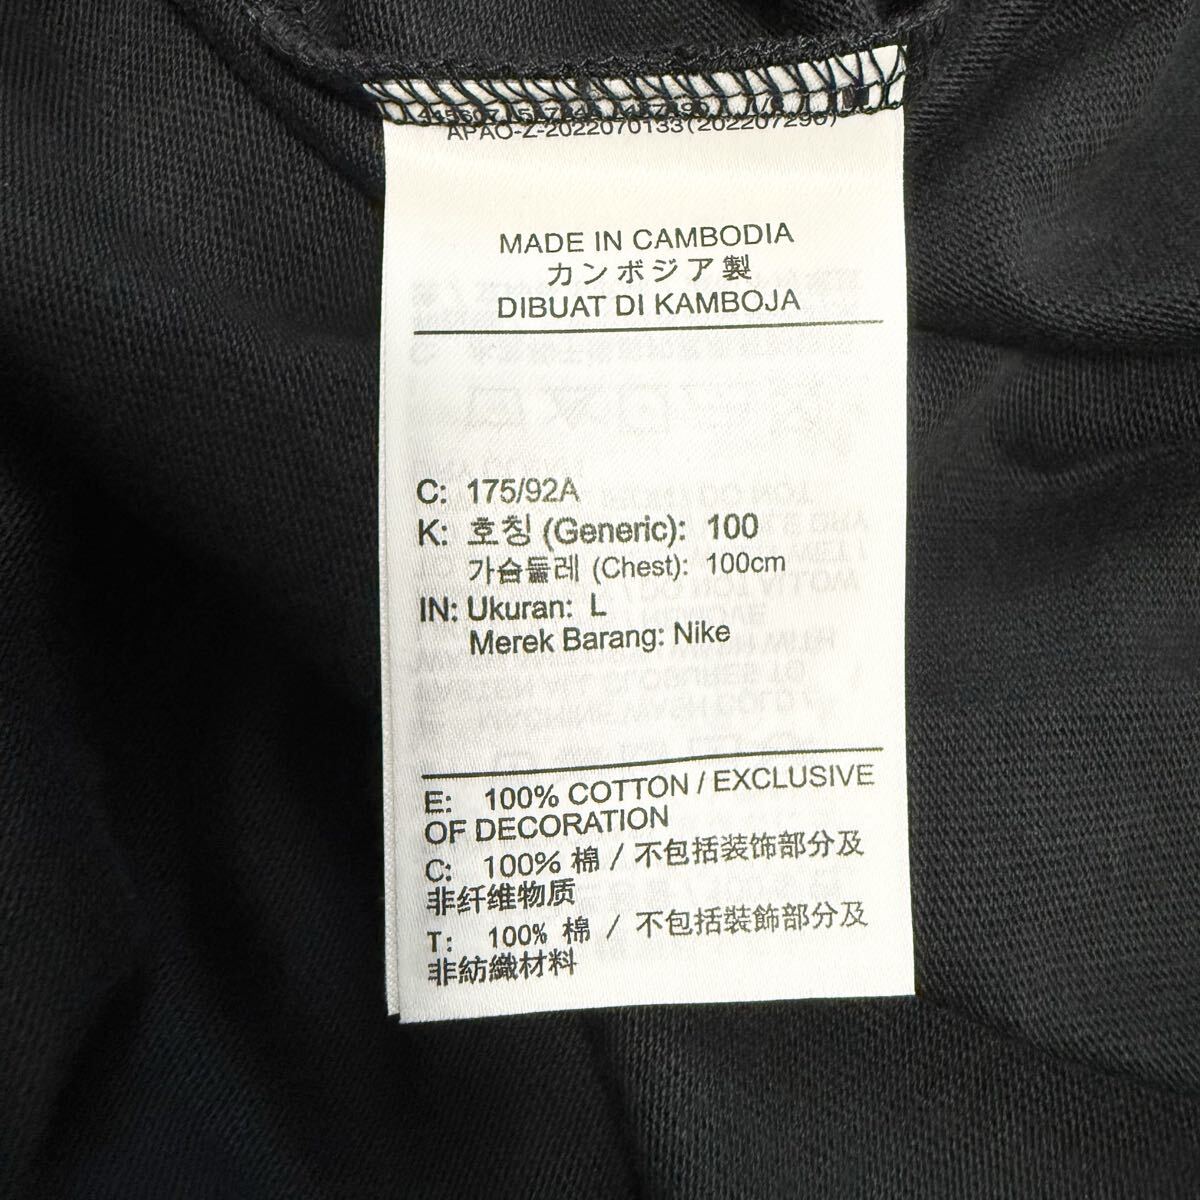 APAO-Z-2022070133(202207290)
MADE IN CAMBODIA
カンボジア製
DIBUAT DI KAMBOJA
C: 175/92A
K: 호칭 (Generic): 100
가슴둘레 (Chest): 100cm
IN: Ukuran: L
Merek Barang: Nike
E: 100% COTTON / EXCLUSIVE
OF DECORATION
C: 100% 棉 / 不包括装饰部分及
非纤维物质
T: 100% 棉 / 不包括裝飾部分及
非紡織材料